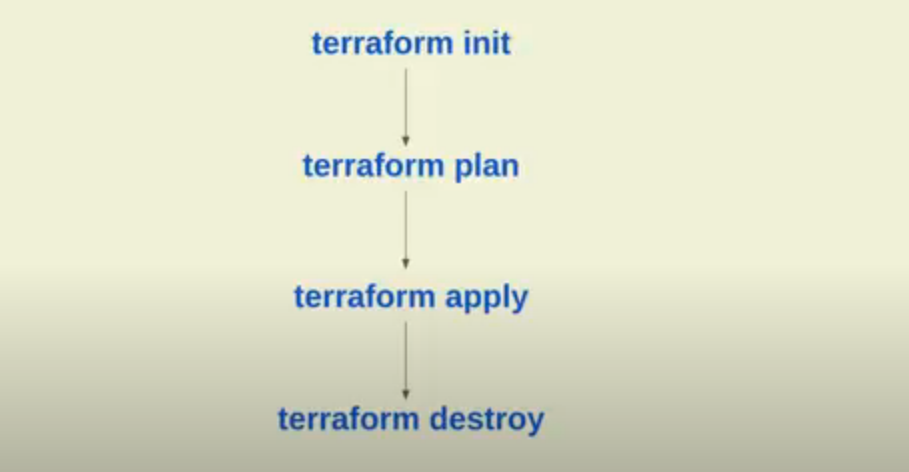 terraform init
terraform plan
terraform apply
terraform destroy